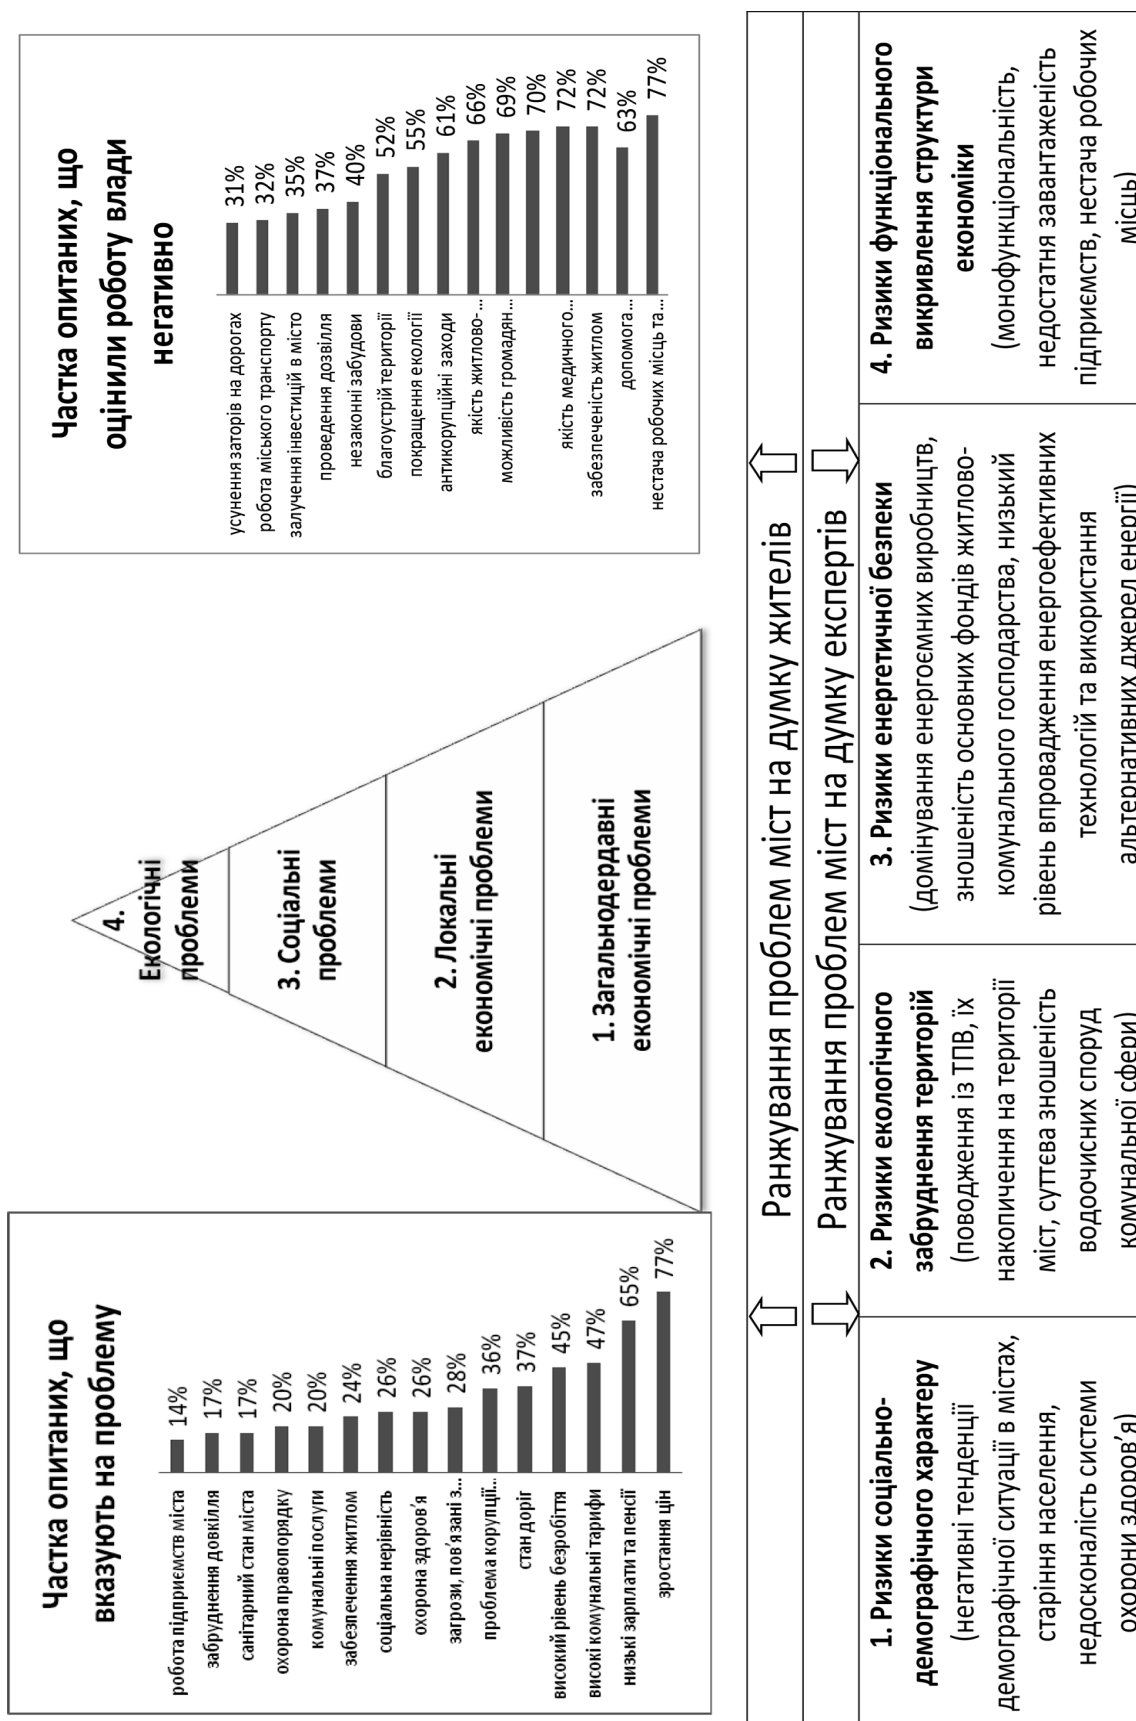 Частка опитаних, що
вказують на проблему
робота підприємств міста 14%
забруднення довкілля 17%
санітарний стан міста 17%
охорона правопорядку 20%
комунальні послуги 20%
забезпечення житлом 24%
соціальна нерівність 26%
охорона здоров'я 26%
загрози, пов'язані з... 28%
проблема корупції... 36%
стан доріг 37%
високий рівень безробіття 45%
високі комунальні тарифи 47%
низькі зарплати та пенсії 65%
зростання цін 77%
4.
Екологічні
проблеми
3. Соціальні
проблеми
2. Локальні
економічні проблеми
1. Загальнодердавні
економічні проблеми
Частка опитаних, що
оцінили роботу влади
негативно
усунення заторів на дорогах 31%
робота міського транспорту 32%
залучення інвестицій в місто 35%
проведення дозвілля 37%
незаконні забудови 40%
благоустрій території 52%
покращення екології 55%
антикорупційні заходи 61%
якість житлово-... 66%
можливість громадян... 69%
70%
якість медичного... 72%
забезпеченість житлом 72%
допомога... 63%
нестача робочих місць та... 77%
Ранжування проблем міст на думку жителів
Ранжування проблем міст на думку експертів
1. Ризики соціально-
демографічного характеру
(негативні тенденції
демографічної ситуації в містах,
старіння населення,
недосконалість системи
охорони здоров'я)
2. Ризики екологічного
забруднення територій
(поводження із ТПВ, їх
накопичення на території
міст, суттєва зношеність
водоочисних споруд
комунальної сфери)
3. Ризики енергетичної безпеки
(домінування енергоємних виробництв,
зношеність основних фондів житлово-
комунального господарства, низький
рівень впровадження енергоефективних
технологій та використання
альтернативних джерел енергії)
4. Ризики функціонального
викривлення структури
економіки
(монофункціональність,
недостатня завантаженість
підприємств, нестача робочих
місць)